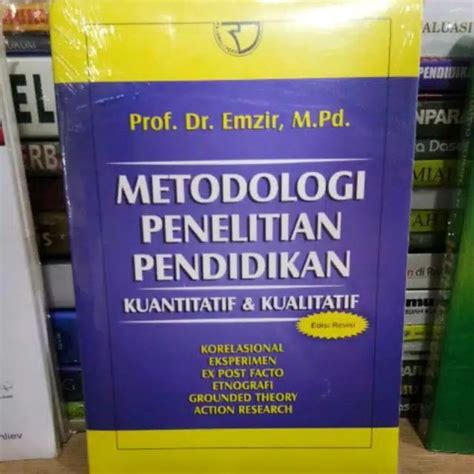 Prof. Dr. Emzir, M.Pd.
METODOLOGI
PENELITIAN
PENDIDIKAN
KUANTITATIF & KUALITATIF
Edisi Revisi
KORELASIONAL
EKSPERIMEN
EX POST FACTO
ETNOGRAFI
GROUNDED THEORY
ACTION RESEARCH